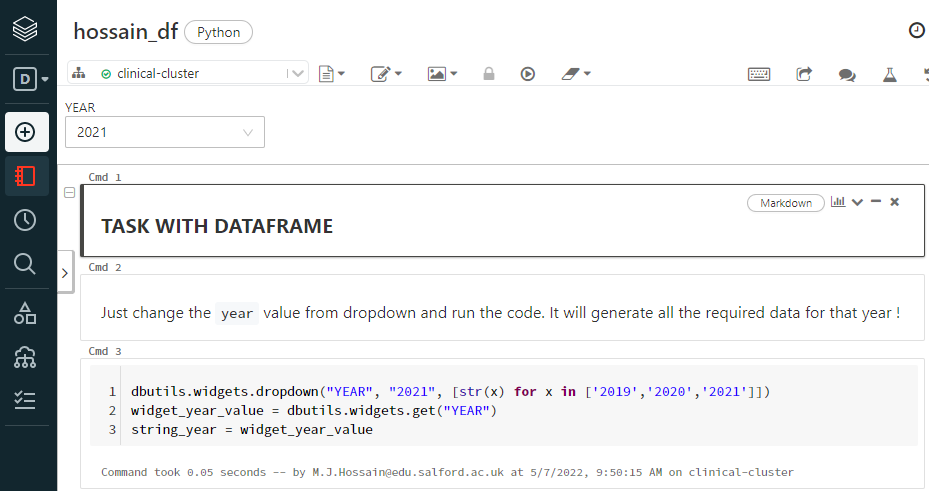 hossain_df Python
D
clinical-cluster
YEAR
2021
Cmd 1
Markdown
TASK WITH DATAFRAME
Cmd 2
Just change the year value from dropdown and run the code. It will generate all the required data for that year !
Cmd 3
1 dbutils.widgets.dropdown("YEAR", "2021", [str(x) for x in ['2019','2020','2021']])
2 widget_year_value = dbutils.widgets.get("YEAR")
3 string_year = widget_year_value
Command took 0.05 seconds -- by M.J.Hossain@edu.salford.ac.uk at 5/7/2022, 9:50:15 AM on clinical-cluster